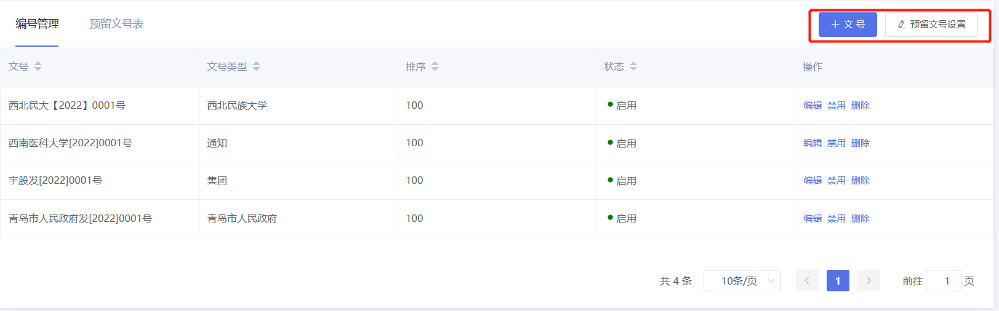 编号管理 预留文号表 + 文 号 预留文号设置
文号 文号类型 排序 状态 操作
西北民大【2022】0001号 西北民族大学 100 启用 编辑 禁用 删除
西南医科大学[2022]0001号 通知 100 启用 编辑 禁用 删除
宇股发[2022]0001号 集团 100 启用 编辑 禁用 删除
青岛市人民政府发[2022]0001号 青岛市人民政府 100 启用 编辑 禁用 删除
共 4 条 10条/页 1 前往 1 页